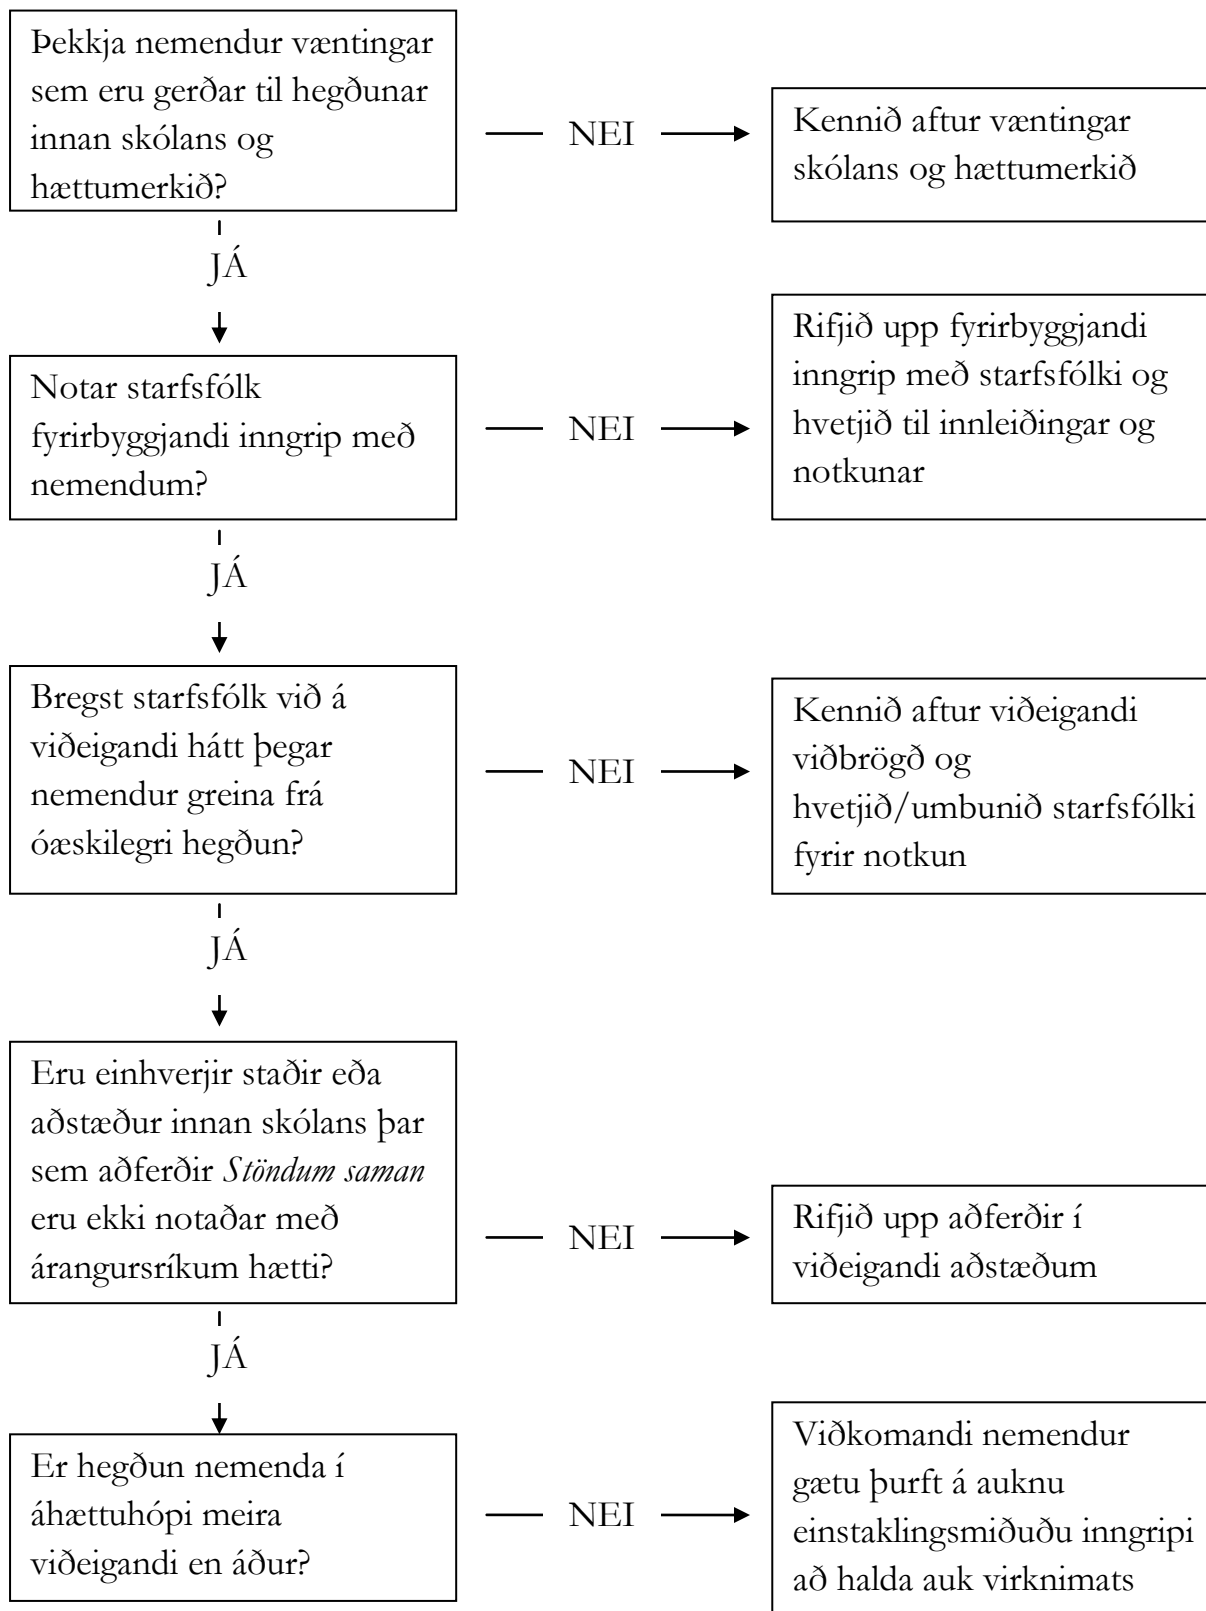 Þekkja nemendur væntingar
sem eru gerðar til hegðunar
innan skólans og
hættumerkið?
NEI
Kennið aftur væntingar
skólans og hættumerkið
JÁ
Notar starfsfólk
fyrirbyggjandi inngrip með
nemendum?
NEI
Rifjið upp fyrirbyggjandi
inngrip með starfsfólki og
hvetjið til innleiðingar og
notkunar
JÁ
Bregst starfsfólk við á
viðeigandi hátt þegar
nemendur greina frá
óæskilegri hegðun?
NEI
Kennið aftur viðeigandi
viðbrögð og
hvetjið/umbunið starfsfólki
fyrir notkun
JÁ
Eru einhverjir staðir eða
aðstæður innan skólans þar
sem aðferðir Stöndum saman
eru ekki notaðar með
árangursríkum hætti?
NEI
Rifjið upp aðferðir í
viðeigandi aðstæðum
JÁ
Er hegðun nemenda í
áhættuhópi meira
viðeigandi en áður?
NEI
Viðkomandi nemendur
gætu þurft á auknu
einstaklingsmiðuðu inngripi
að halda auk virknimats